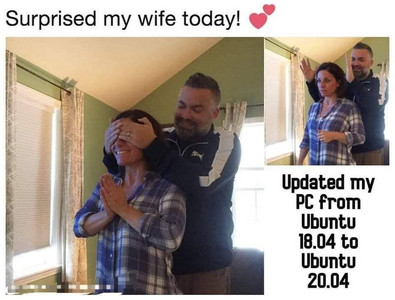 Surprised my wife today! 💕
Updated my
PC from
Ubuntu
18.04 to
Ubuntu
20.04